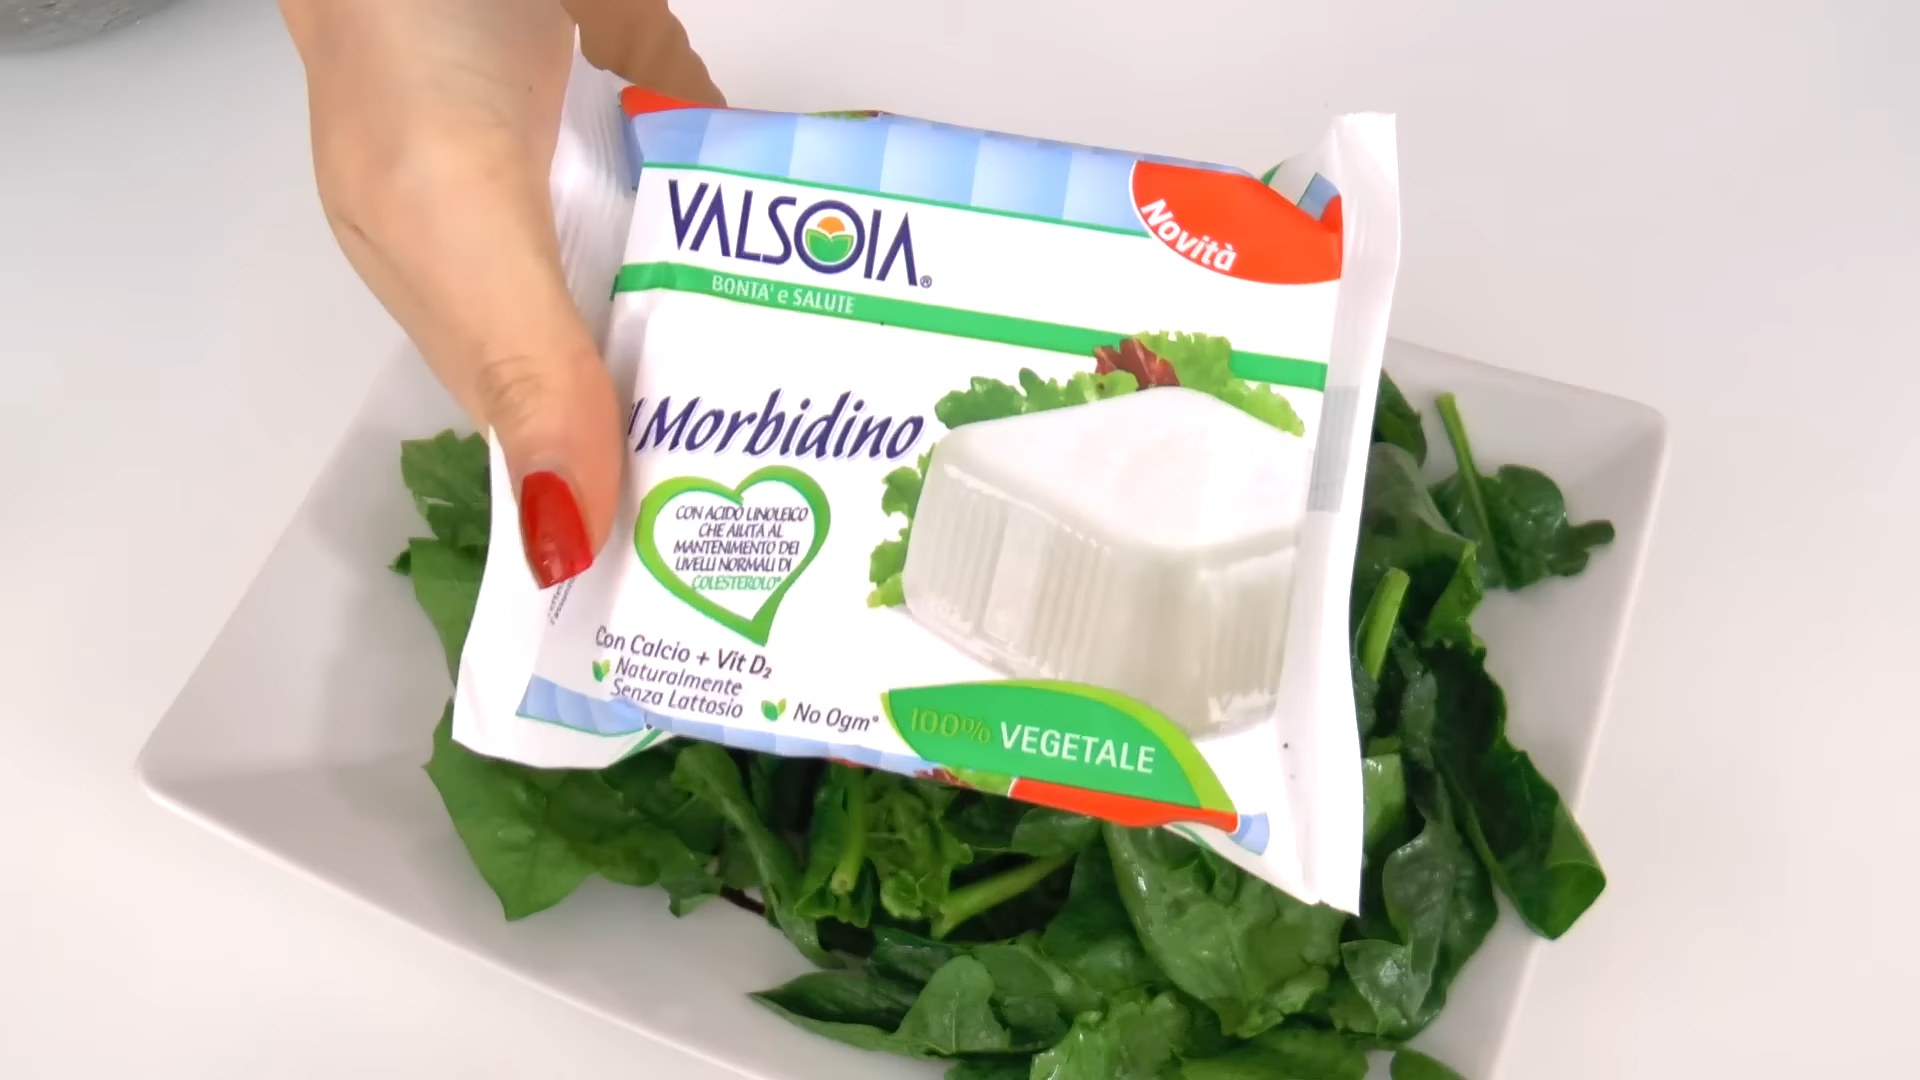 VALSOIA®
Novità
BONTA' e SALUTE
il Morbidino
CON ACIDO LINOLEICO
CHE AIUTA AL
MANTENIMENTO DEI
LIVELLI NORMALI DI
COLESTEROLO*
Con Calcio + Vit D₂
Naturalmente
Senza Lattosio
No Ogm°
100% VEGETALE